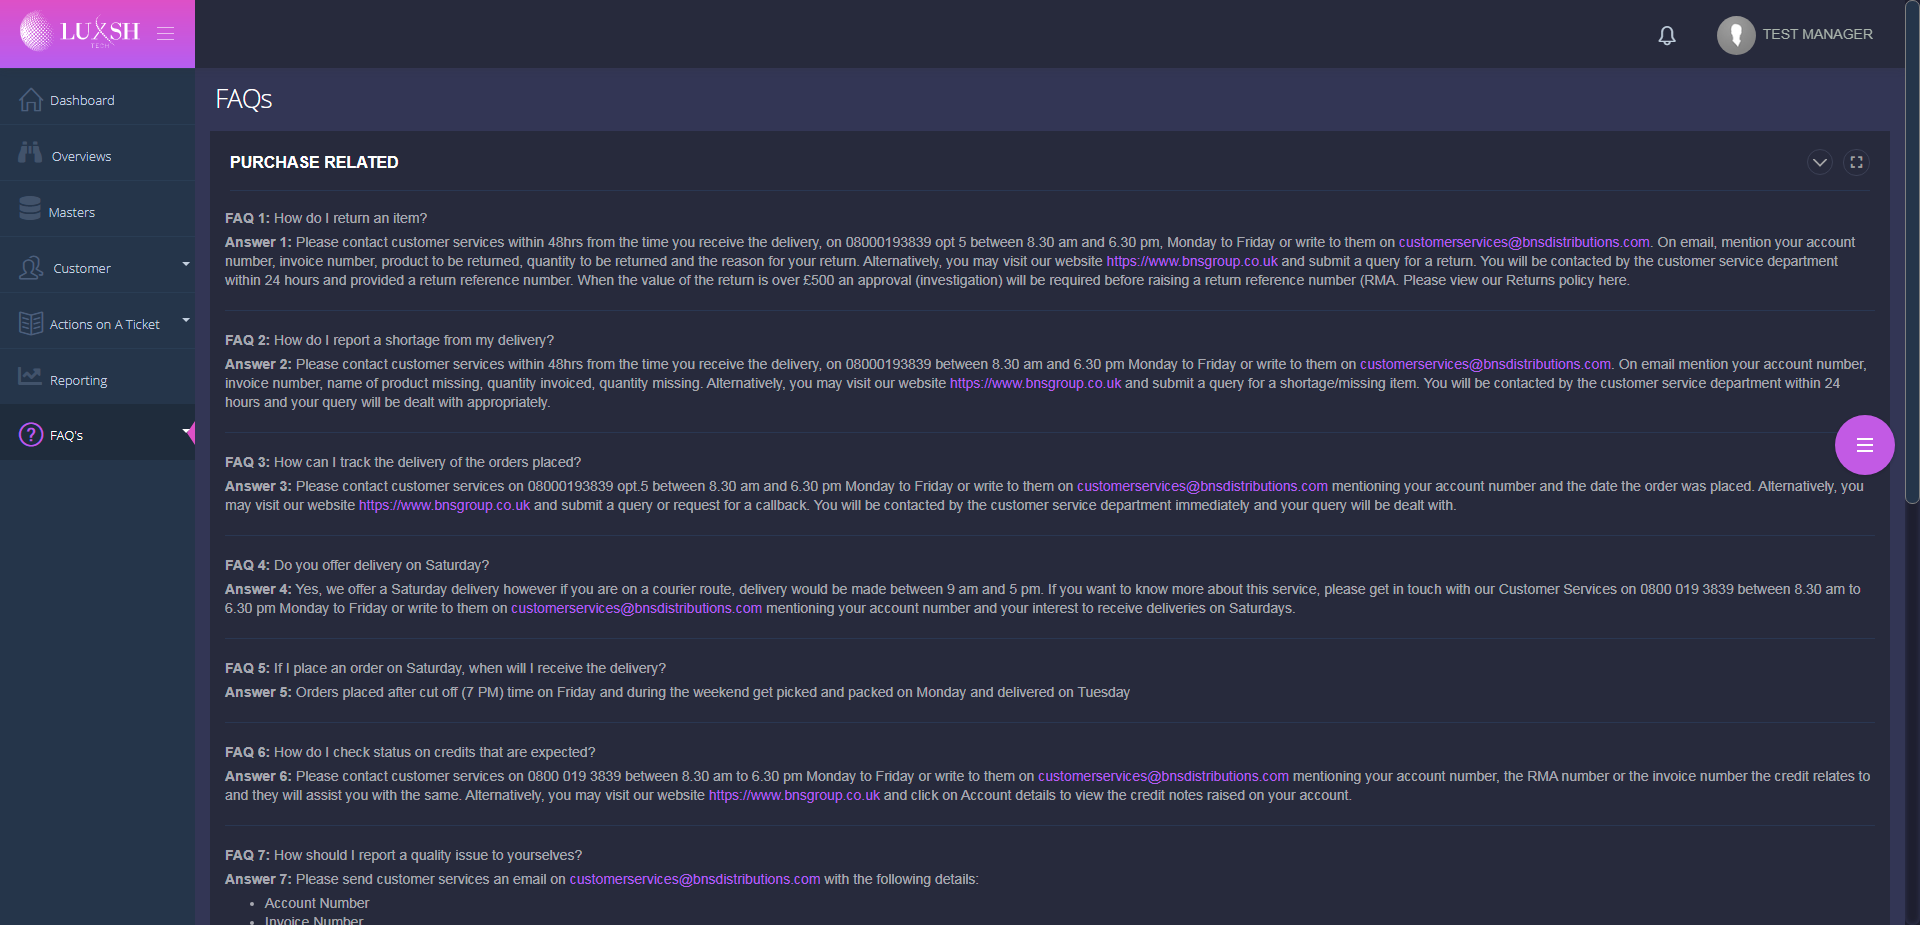 LUXSH
TECH
TEST MANAGER
Dashboard
Overviews
Masters
Customer
Actions on A Ticket
Reporting
FAQ's
FAQs
PURCHASE RELATED
FAQ 1: How do I return an item?
Answer 1: Please contact customer services within 48hrs from the time you receive the delivery, on 08000193839 opt 5 between 8.30 am and 6.30 pm, Monday to Friday or write to them on customerservices@bnsdistributions.com. On email, mention your account
number, invoice number, product to be returned, quantity to be returned and the reason for your return. Alternatively, you may visit our website https://www.bnsgroup.co.uk and submit a query for a return. You will be contacted by the customer service department
within 24 hours and provided a return reference number. When the value of the return is over £500 an approval (investigation) will be required before raising a return reference number (RMA. Please view our Returns policy here.
FAQ 2: How do I report a shortage from my delivery?
Answer 2: Please contact customer services within 48hrs from the time you receive the delivery, on 08000193839 between 8.30 am and 6.30 pm Monday to Friday or write to them on customerservices@bnsdistributions.com. On email mention your account number,
invoice number, name of product missing, quantity invoiced, quantity missing. Alternatively, you may visit our website https://www.bnsgroup.co.uk and submit a query for a shortage/missing item. You will be contacted by the customer service department within 24
hours and your query will be dealt with appropriately.
FAQ 3: How can I track the delivery of the orders placed?
Answer 3: Please contact customer services on 08000193839 opt.5 between 8.30 am and 6.30 pm Monday to Friday or write to them on customerservices@bnsdistributions.com mentioning your account number and the date the order was placed. Alternatively, you
may visit our website https://www.bnsgroup.co.uk and submit a query or request for a callback. You will be contacted by the customer service department immediately and your query will be dealt with.
FAQ 4: Do you offer delivery on Saturday?
Answer 4: Yes, we offer a Saturday delivery however if you are on a courier route, delivery would be made between 9 am and 5 pm. If you want to know more about this service, please get in touch with our Customer Services on 0800 019 3839 between 8.30 am to
6.30 pm Monday to Friday or write to them on customerservices@bnsdistributions.com mentioning your account number and your interest to receive deliveries on Saturdays.
FAQ 5: If I place an order on Saturday, when will I receive the delivery?
Answer 5: Orders placed after cut off (7 PM) time on Friday and during the weekend get picked and packed on Monday and delivered on Tuesday
FAQ 6: How do I check status on credits that are expected?
Answer 6: Please contact customer services on 0800 019 3839 between 8.30 am to 6.30 pm Monday to Friday or write to them on customerservices@bnsdistributions.com mentioning your account number, the RMA number or the invoice number the credit relates to
and they will assist you with the same. Alternatively, you may visit our website https://www.bnsgroup.co.uk and click on Account details to view the credit notes raised on your account.
FAQ 7: How should I report a quality issue to yourselves?
Answer 7: Please send customer services an email on customerservices@bnsdistributions.com with the following details:
• Account Number
• Invoice Number